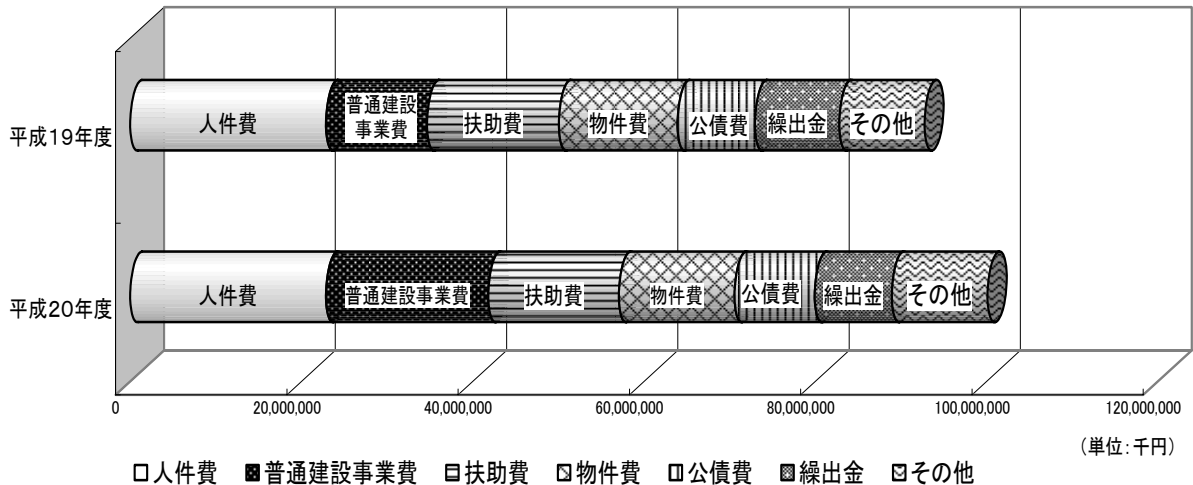 平成19年度
人件費
普通建設
事業費
扶助費
物件費
公債費
繰出金
その他
平成20年度
人件費
普通建設事業費
扶助費
物件費
公債費
繰出金
その他
0 20,000,000 40,000,000 60,000,000 80,000,000 100,000,000 120,000,000
（単位：千円）
人件費 普通建設事業費 扶助費 物件費 公債費 繰出金 その他